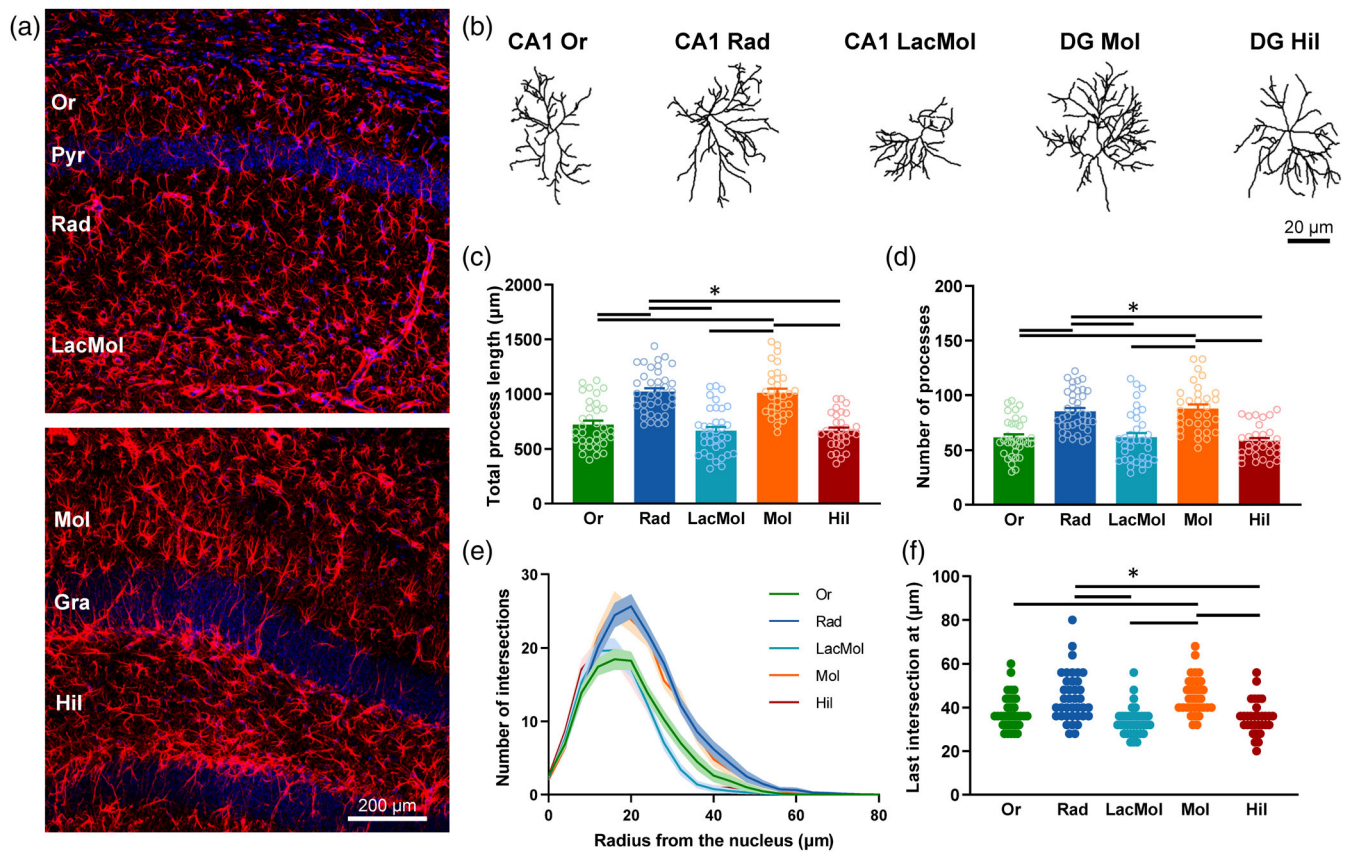 (a)
Or
Pyr
Rad
LacMol
Mol
Gra
Hil
200 µm
(b)
CA1 Or CA1 Rad CA1 LacMol DG Mol DG Hil
20 µm
(c)
Total process length (µm)
2000
1500
1000
500
0
*
Or Rad LacMol Mol Hil
(d)
Number of processes
200
150
100
50
0
*
Or Rad LacMol Mol Hil
(e)
Number of intersections
30
20
10
0
0 20 40 60 80
Radius from the nucleus (µm)
Or
Rad
LacMol
Mol
Hil
(f)
Last intersection at (µm)
100
80
60
40
20
0
*
Or Rad LacMol Mol Hil